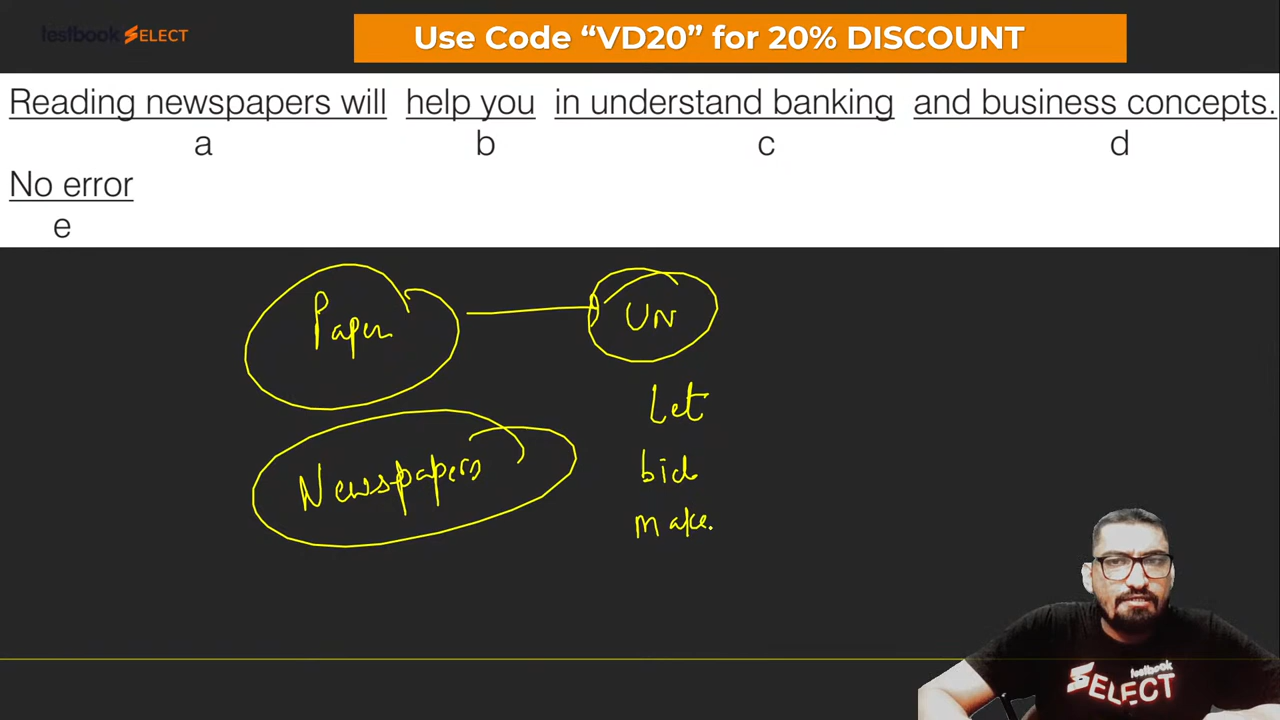 testbook SELECT
Use Code “VD20” for 20% DISCOUNT
Reading newspapers will help you in understand banking and business concepts.
a b c d
No error
e
Paper UN
Let
Newspapers bid
make.
testbook
SELECT